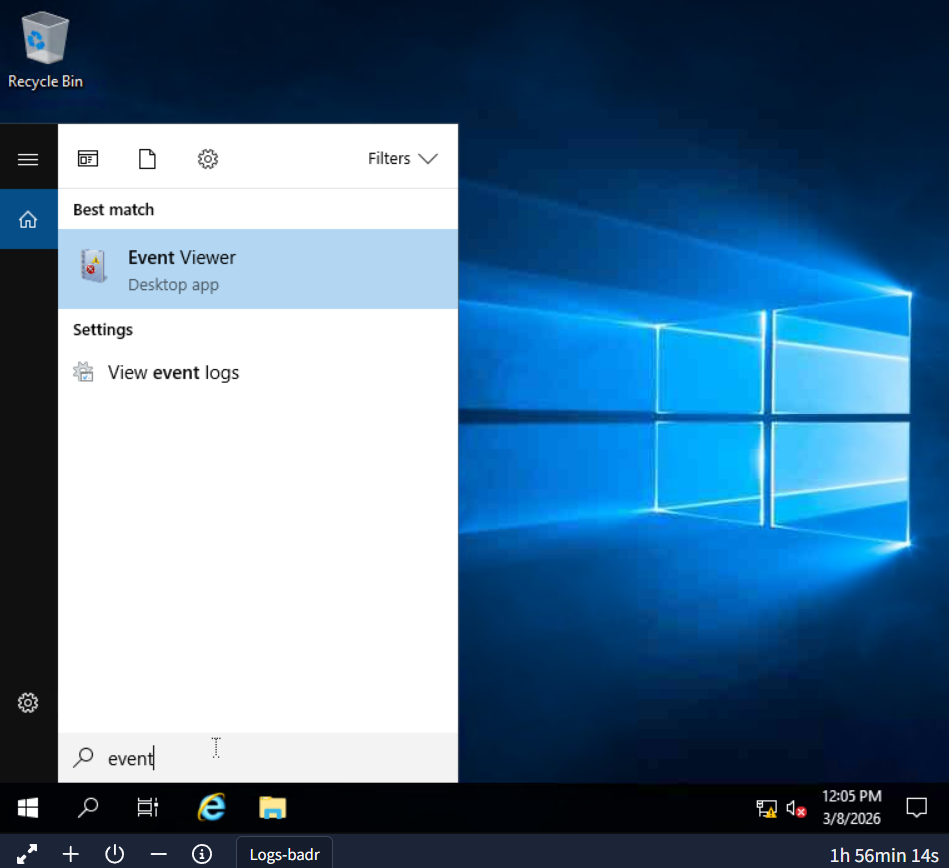 Recycle Bin
Filters
Best match
Event Viewer
Desktop app
Settings
View event logs
event
12:05 PM
3/8/2026
Logs-badr
1h 56min 14s